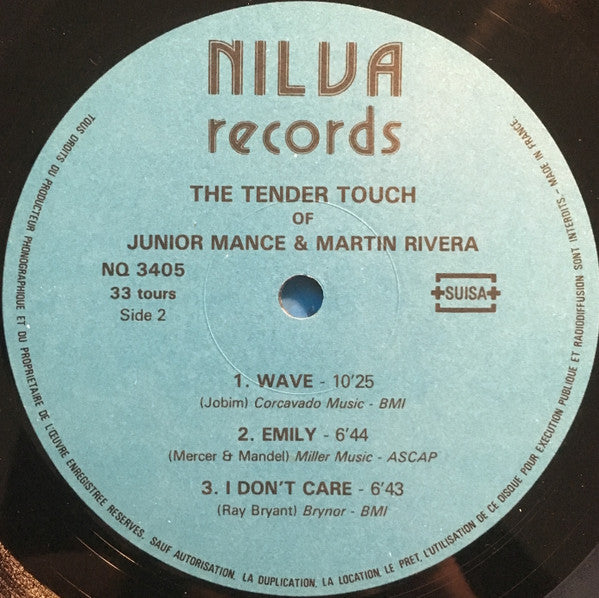 NILVA
records
THE TENDER TOUCH
OF
JUNIOR MANCE & MARTIN RIVERA
NQ 3405
33 tours
Side 2
SUISA
1. WAVE - 10'25
(Jobim) Corcavado Music - BMI
2. EMILY - 6'44
(Mercer & Mandel) Miller Music - ASCAP
3. I DON'T CARE - 6'43
(Ray Bryant) Brynor - BMI
TOUS DROITS DU PRODUCTEUR PHONOGRAPHIQUE ET DU PROPRIETAIRE DE L'ŒUVRE ENREGISTREE RESERVES. SAUF AUTORISATION, LA DUPLICATION, LA LOCATION, LE PRET, L'UTILISATION DE CE DISQUE POUR EXECUTION PUBLIQUE ET RADIODIFFUSION SONT INTERDITS - MADE IN FRANCE.